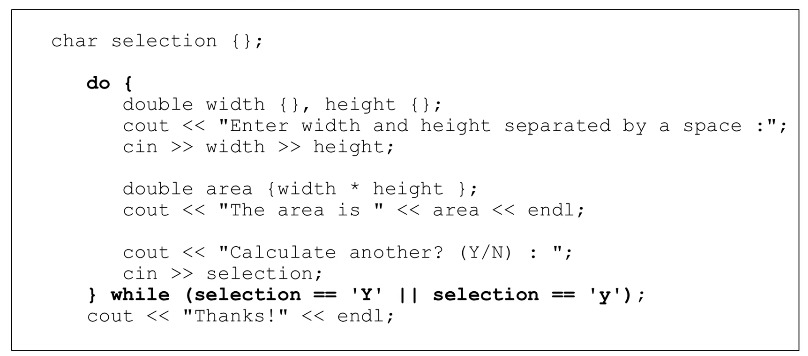 char selection {};
do {
double width {}, height {};
cout << "Enter width and height separated by a space :";
cin >> width >> height;
double area {width * height };
cout << "The area is " << area << endl;
cout << "Calculate another? (Y/N) : ";
cin >> selection;
} while (selection == 'Y' || selection == 'y');
cout << "Thanks!" << endl;